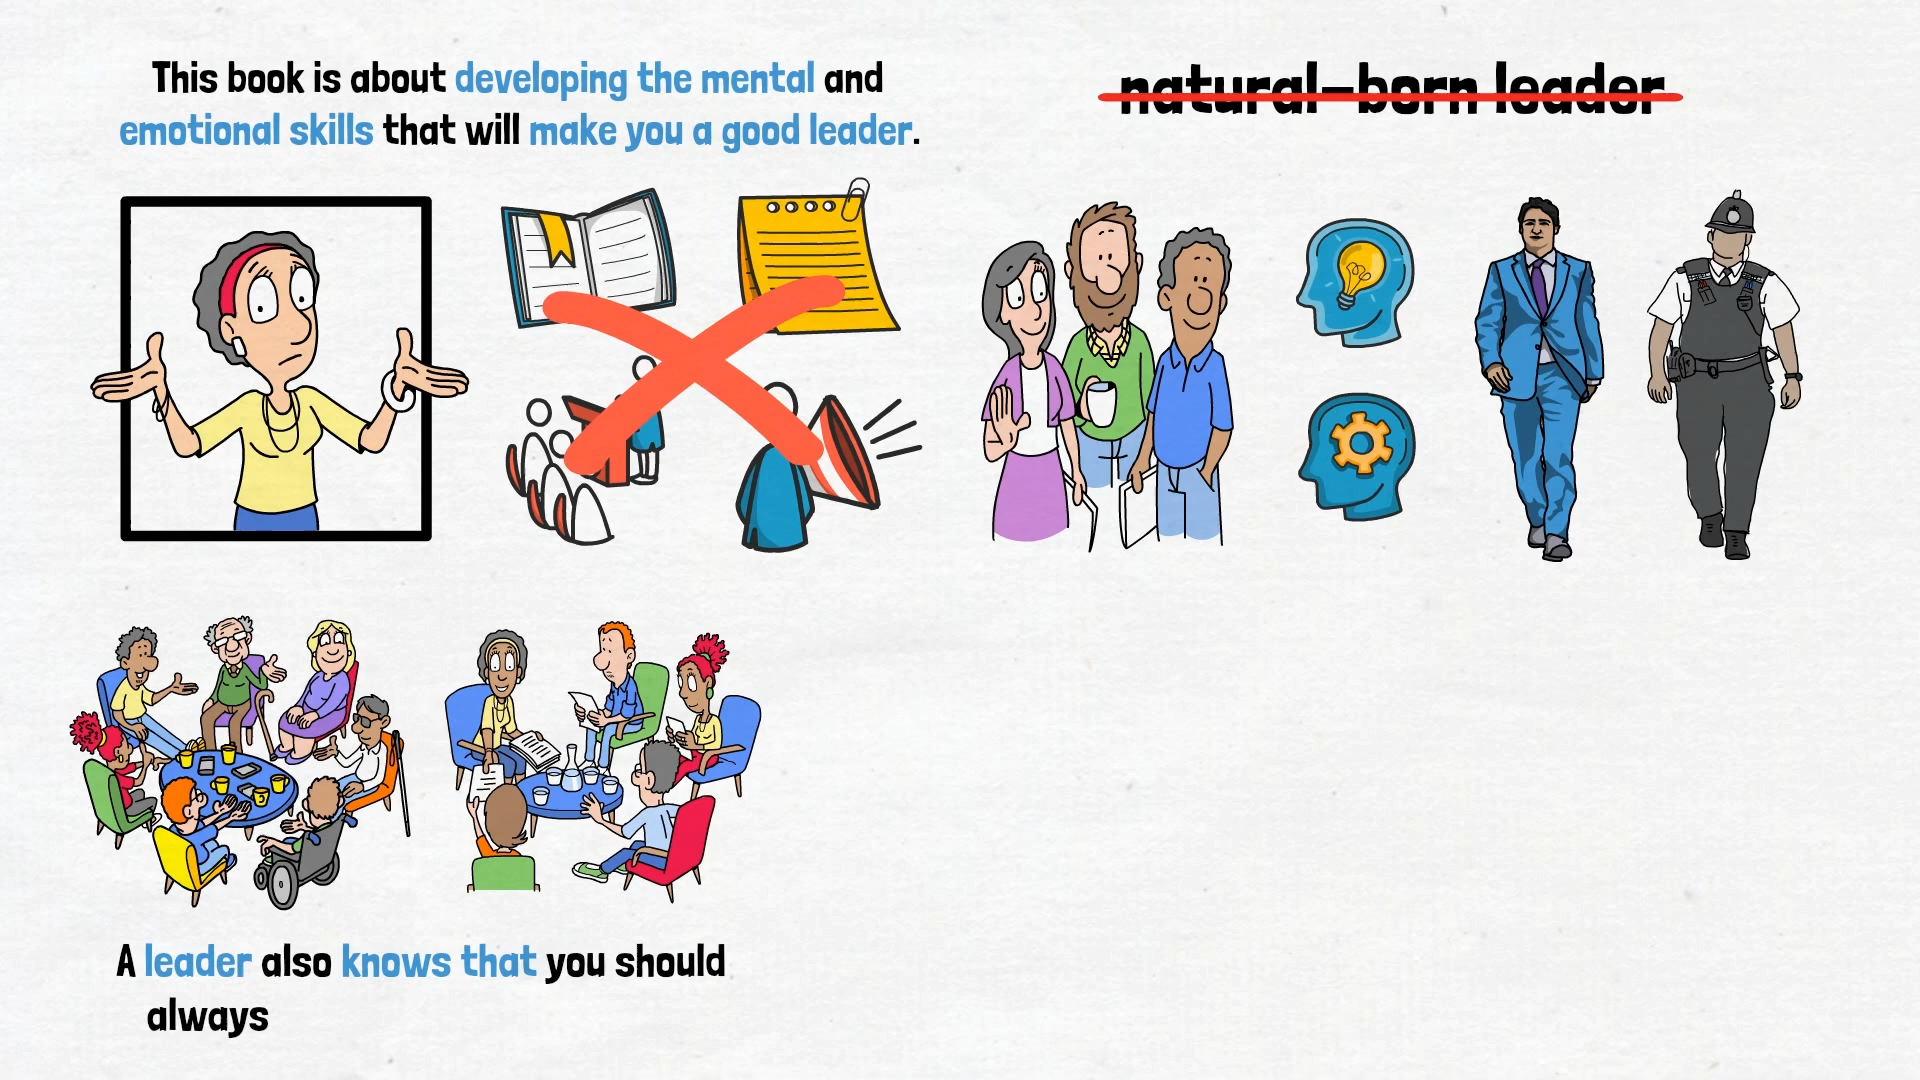 This book is about developing the mental and
emotional skills that will make you a good leader.
natural-born leader
A leader also knows that you should
always